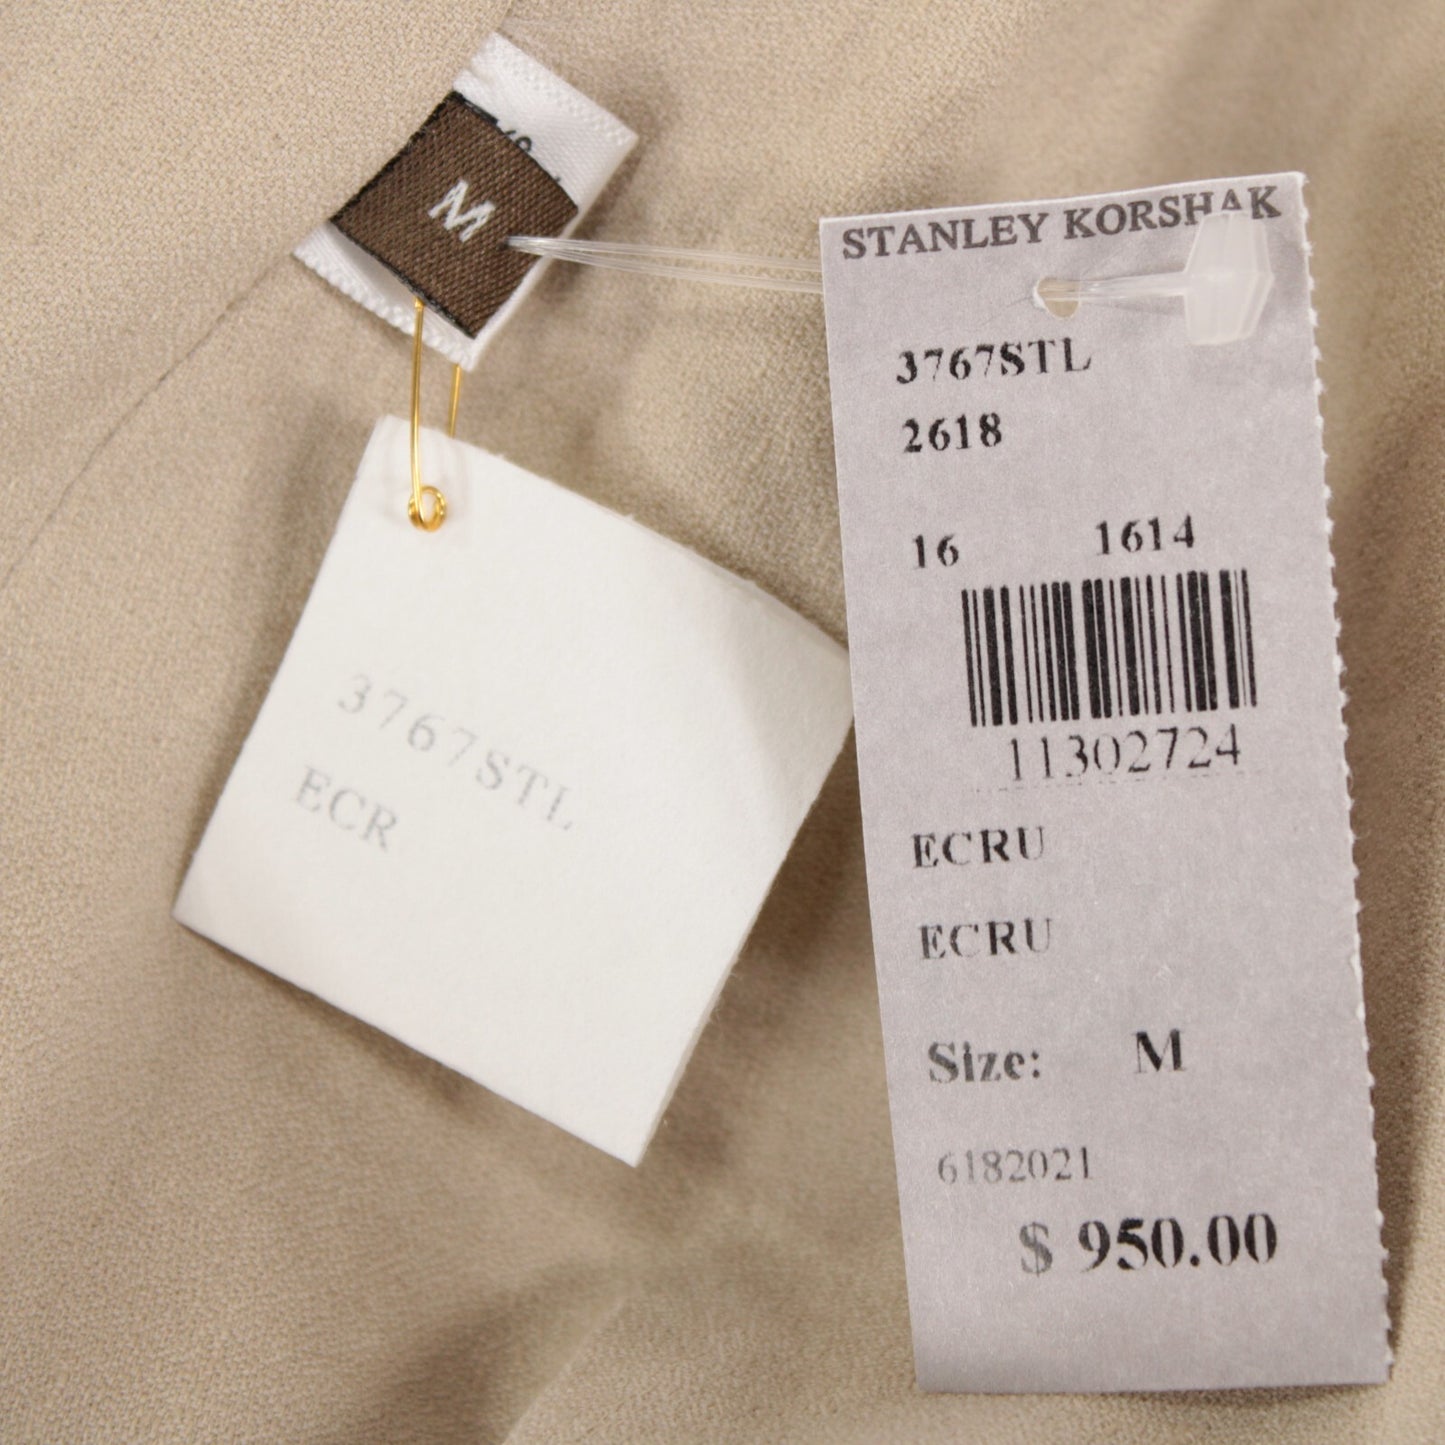 M
3767STL
ECR
STANLEY KORSHAK
3767STL
2618
16 1614
11302724
ECRU
ECRU
Size: M
6182021
$ 950.00